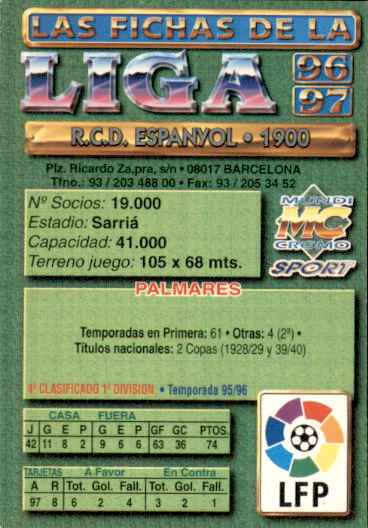 LAS FICHAS DE LA
LIGA 96 97
R.C.D. ESPANYOL • 1900
Plz. Ricardo Za,pra, s/n • 08017 BARCELONA
Tfno.: 93 / 203 488 00 • Fax: 93 / 205 34 52
Nº Socios: 19.000
Estadio: Sarriá
Capacidad: 41.000
Terreno juego: 105 x 68 mts.
MUNDI
MC
CROMO
SPORT
PALMARES
Temporadas en Primera: 61 • Otras: 4 (2ª) •
Títulos nacionales: 2 Copas (1928/29 y 39/40)
4º CLASIFICADO 1ª DIVISION • Temporada 95/96
CASA FUERA
J G E P G E P GF GC PTOS.
42 11 8 2 9 6 6 63 36 74
TARJETAS A Favor En Contra
A R Tot. Gol. Fall. Tot. Gol. Fall.
97 8 6 2 4 3 2 1
LFP